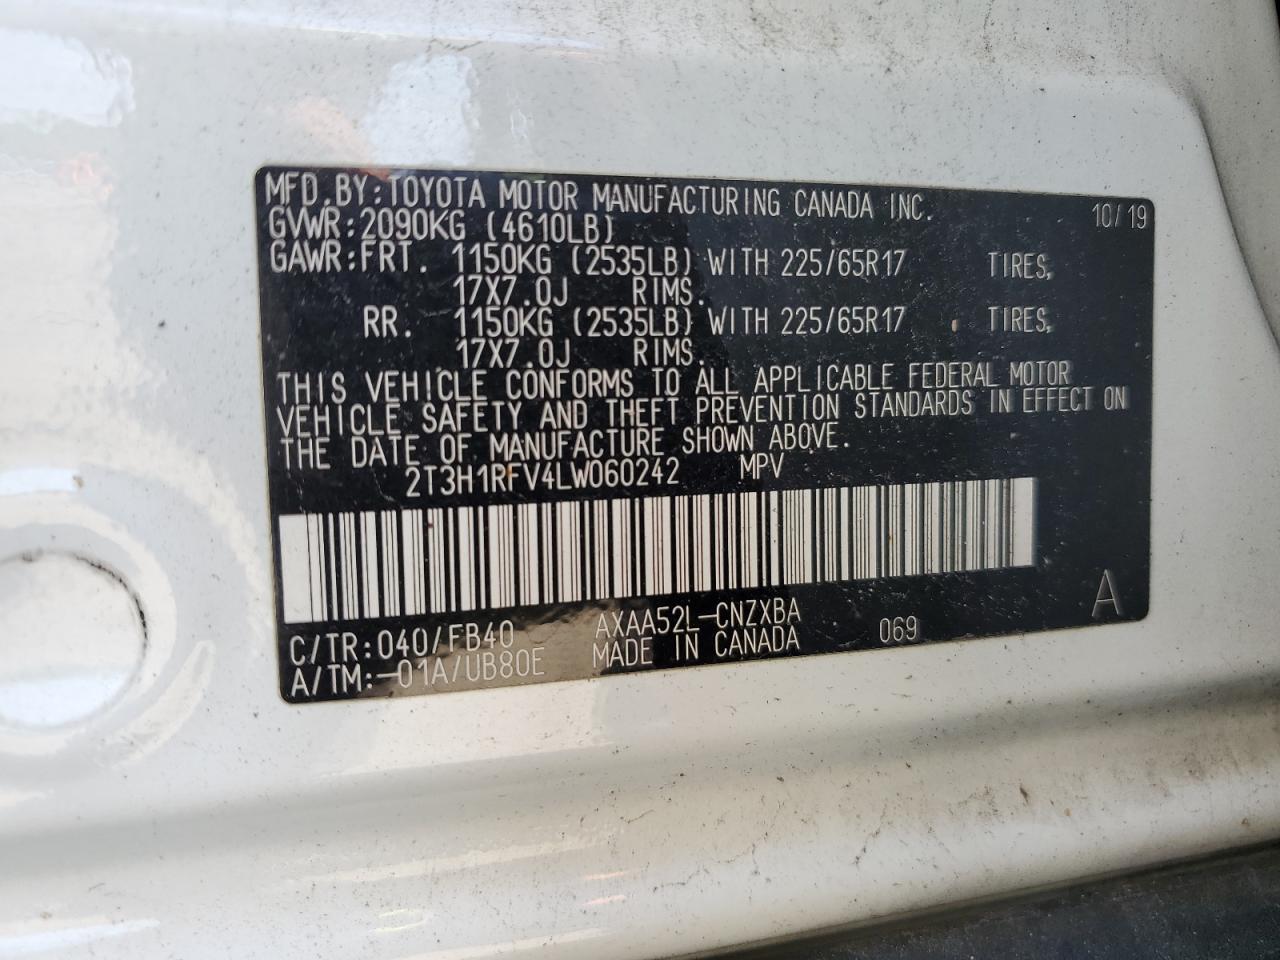 MFD.BY:TOYOTA MOTOR MANUFACTURING CANADA INC. 10/19
GVWR:2090KG (4610LB)
GAWR:FRT. 1150KG (2535LB) WITH 225/65R17 TIRES,
17X7.0J RIMS.
RR. 1150KG (2535LB) WITH 225/65R17 TIRES,
17X7.0J RIMS.
THIS VEHICLE CONFORMS TO ALL APPLICABLE FEDERAL MOTOR
VEHICLE SAFETY AND THEFT PREVENTION STANDARDS IN EFFECT ON
THE DATE OF MANUFACTURE SHOWN ABOVE.
2T3H1RFV4LW060242 MPV
C/TR:040/FB40 AXAA52L-CNZXBA 069 A
A/TM:-01A/UB80E MADE IN CANADA